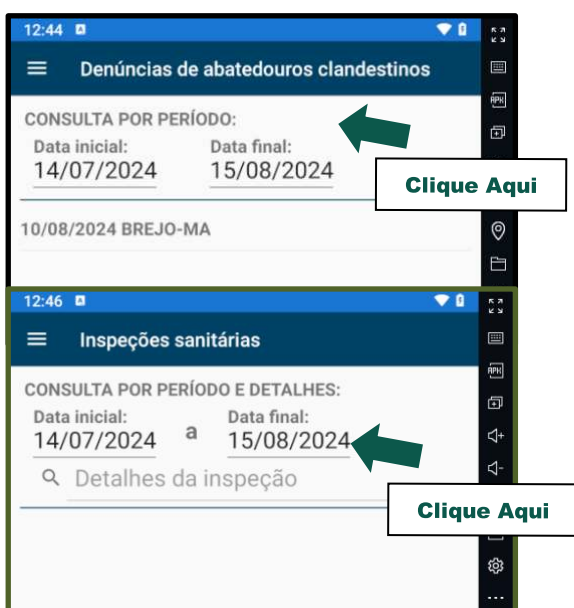 12:44
Denúncias de abatedouros clandestinos
CONSULTA POR PERÍODO:
Data inicial: Data final:
14/07/2024 15/08/2024
Clique Aqui
10/08/2024 BREJO-MA
12:46
Inspeções sanitárias
CONSULTA POR PERÍODO E DETALHES:
Data inicial: Data final:
14/07/2024 a 15/08/2024
Detalhes da inspeção
Clique Aqui